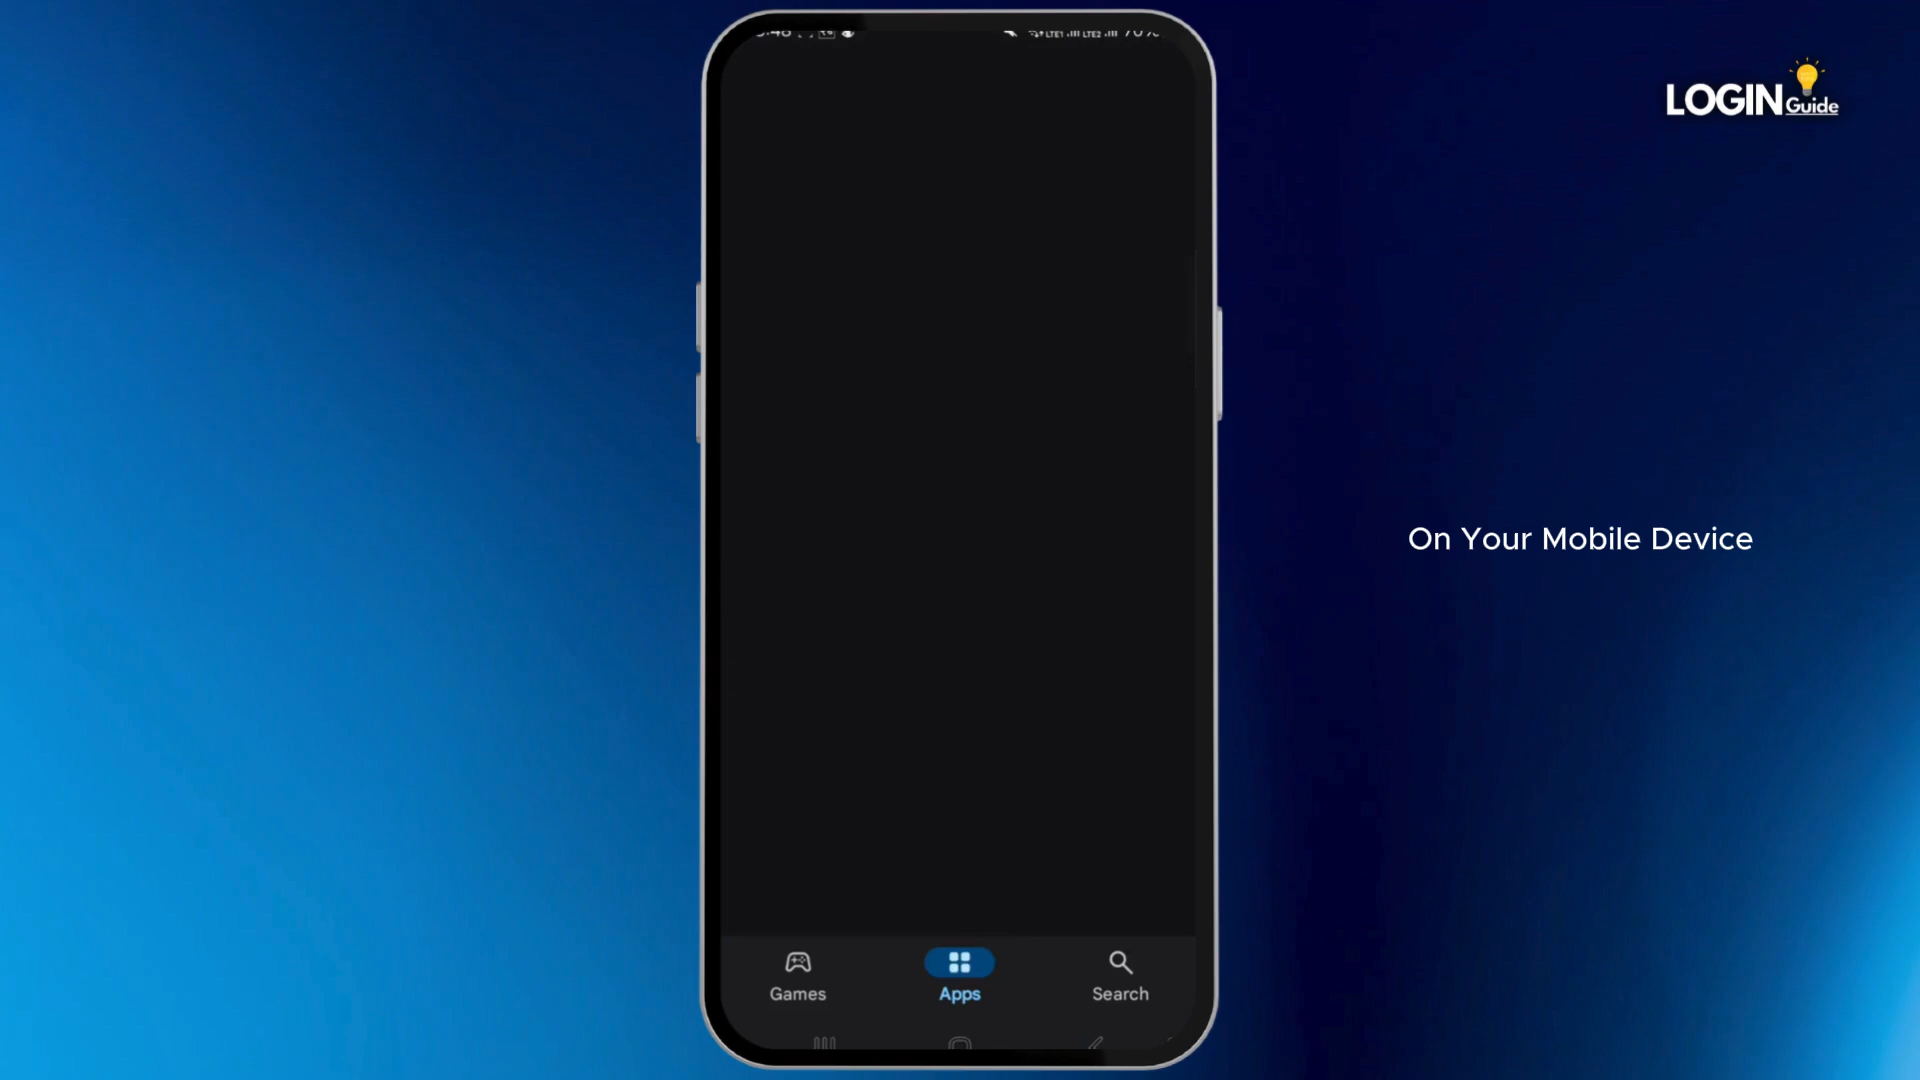 LOGIN Guide
On Your Mobile Device
Games
Apps
Search